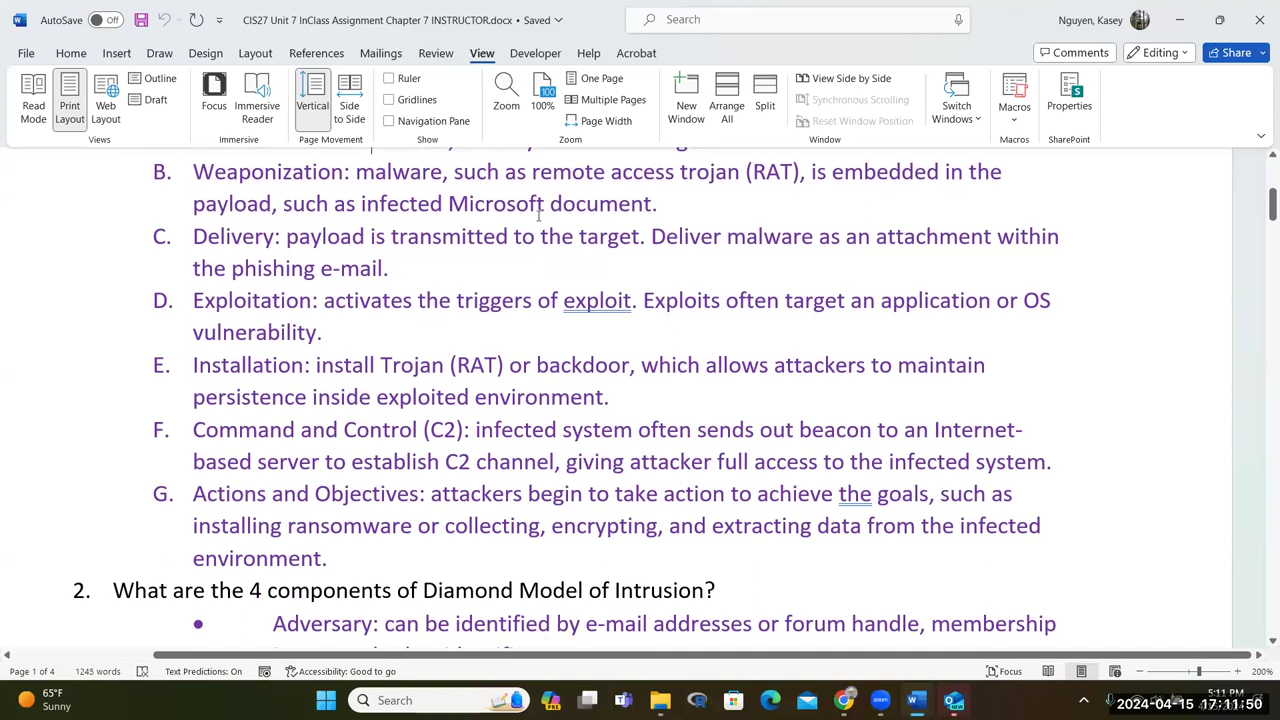 AutoSave Off CIS27 Unit 7 InClass Assignment Chapter 7 INSTRUCTOR.docx • Saved Search Nguyen, Kasey
File Home Insert Draw Design Layout References Mailings Review View Developer Help Acrobat Comments Editing Share
Read Mode
Print Layout
Web Layout
Outline
Draft
Views
Focus
Immersive Reader
Immersive
Vertical
Side to Side
Page Movement
Ruler
Gridlines
Navigation Pane
Show
Zoom
100%
One Page
Multiple Pages
Page Width
Zoom
New Window
Arrange All
Split
View Side by Side
Synchronous Scrolling
Reset Window Position
Window
Switch Windows
Macros
Macros
Properties
SharePoint
B. Weaponization: malware, such as remote access trojan (RAT), is embedded in the
payload, such as infected Microsoft document.
C. Delivery: payload is transmitted to the target. Deliver malware as an attachment within
the phishing e-mail.
D. Exploitation: activates the triggers of exploit. Exploits often target an application or OS
vulnerability.
E. Installation: install Trojan (RAT) or backdoor, which allows attackers to maintain
persistence inside exploited environment.
F. Command and Control (C2): infected system often sends out beacon to an Internet-
based server to establish C2 channel, giving attacker full access to the infected system.
G. Actions and Objectives: attackers begin to take action to achieve the goals, such as
installing ransomware or collecting, encrypting, and extracting data from the infected
environment.
2. What are the 4 components of Diamond Model of Intrusion?
• Adversary: can be identified by e-mail addresses or forum handle, membership
Page 1 of 4 1245 words Text Predictions: On Accessibility: Good to go Focus 200%
65°F
Sunny
Search
5:11 PM
2024-04-15 17:11:50